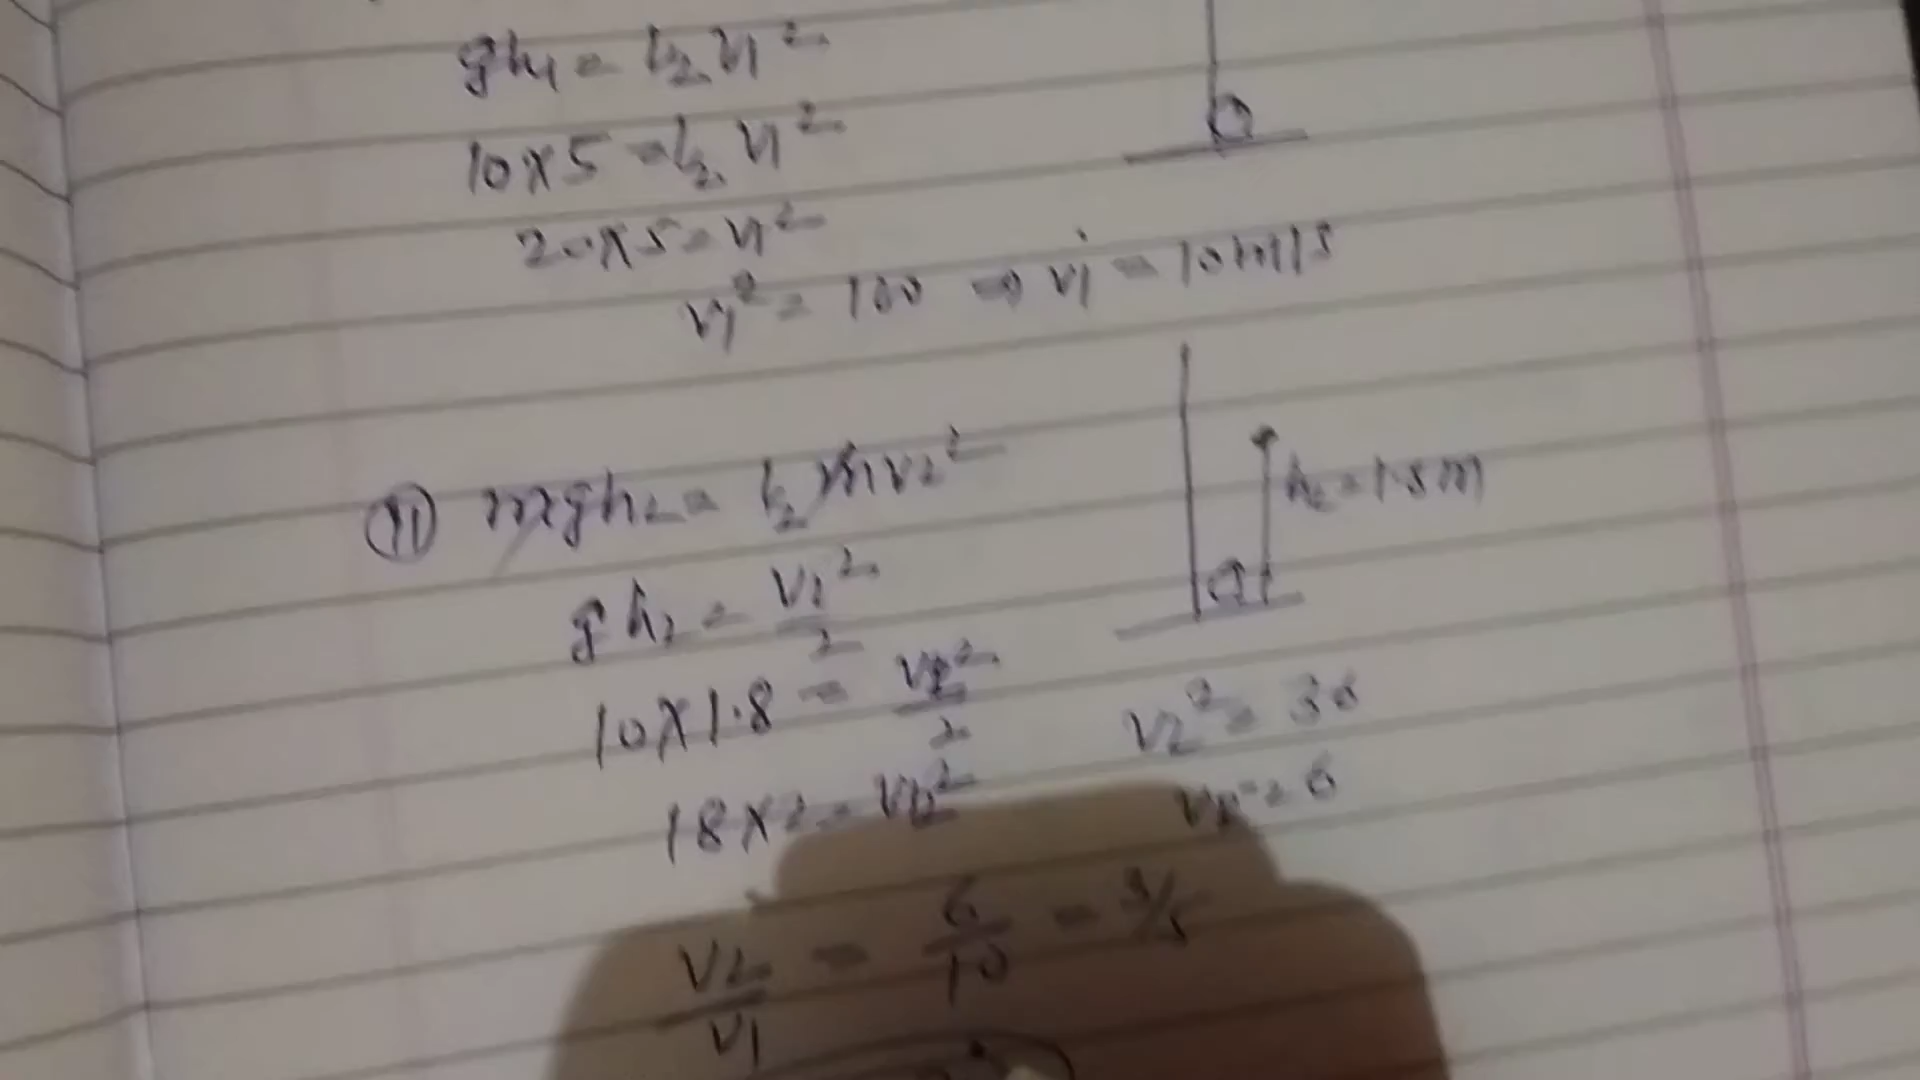 gh₁ = 1/2 V₁²
10 x 5 = 1/2 V₁²
20 x 5 = V₁²
V₁² = 100 ⇒ V₁ = 10 m/s
(ii) mgh₂ = 1/2 mv₂²
h₂ = 1.8m
gh₂ = V₂²/2
10 x 1.8 = V₂²/2
V₂² = 36
18 x 2 = V₂²
V₂ = 6
V₂/V₁ = 6/10 = 3/5